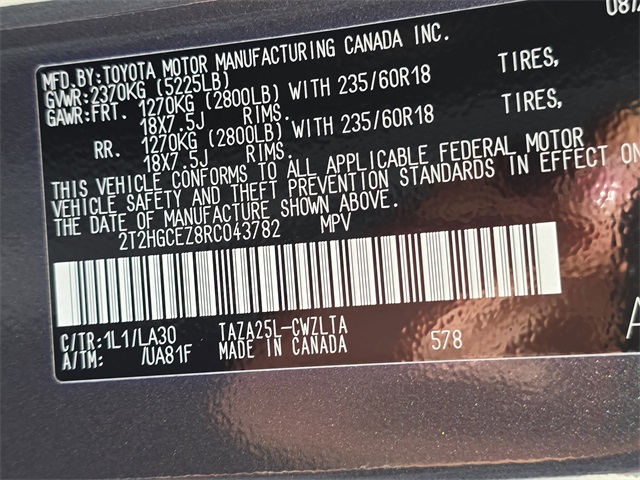 08/2
MFD.BY:TOYOTA MOTOR MANUFACTURING CANADA INC.
GVWR:2370KG (5225LB)
GAWR:FRT. 1270KG (2800LB) WITH 235/60R18 TIRES,
18X7.5J RIMS.
RR. 1270KG (2800LB) WITH 235/60R18 TIRES,
18X7.5J RIMS.
THIS VEHICLE CONFORMS TO ALL APPLICABLE FEDERAL MOTOR
VEHICLE SAFETY AND THEFT PREVENTION STANDARDS IN EFFECT ON
THE DATE OF MANUFACTURE SHOWN ABOVE.
2T2HGCEZ8RC043782 MPV
C/TR:1L1/LA30 TAZA25L-CWZLTA
A/TM: /UA81F MADE IN CANADA 578
A